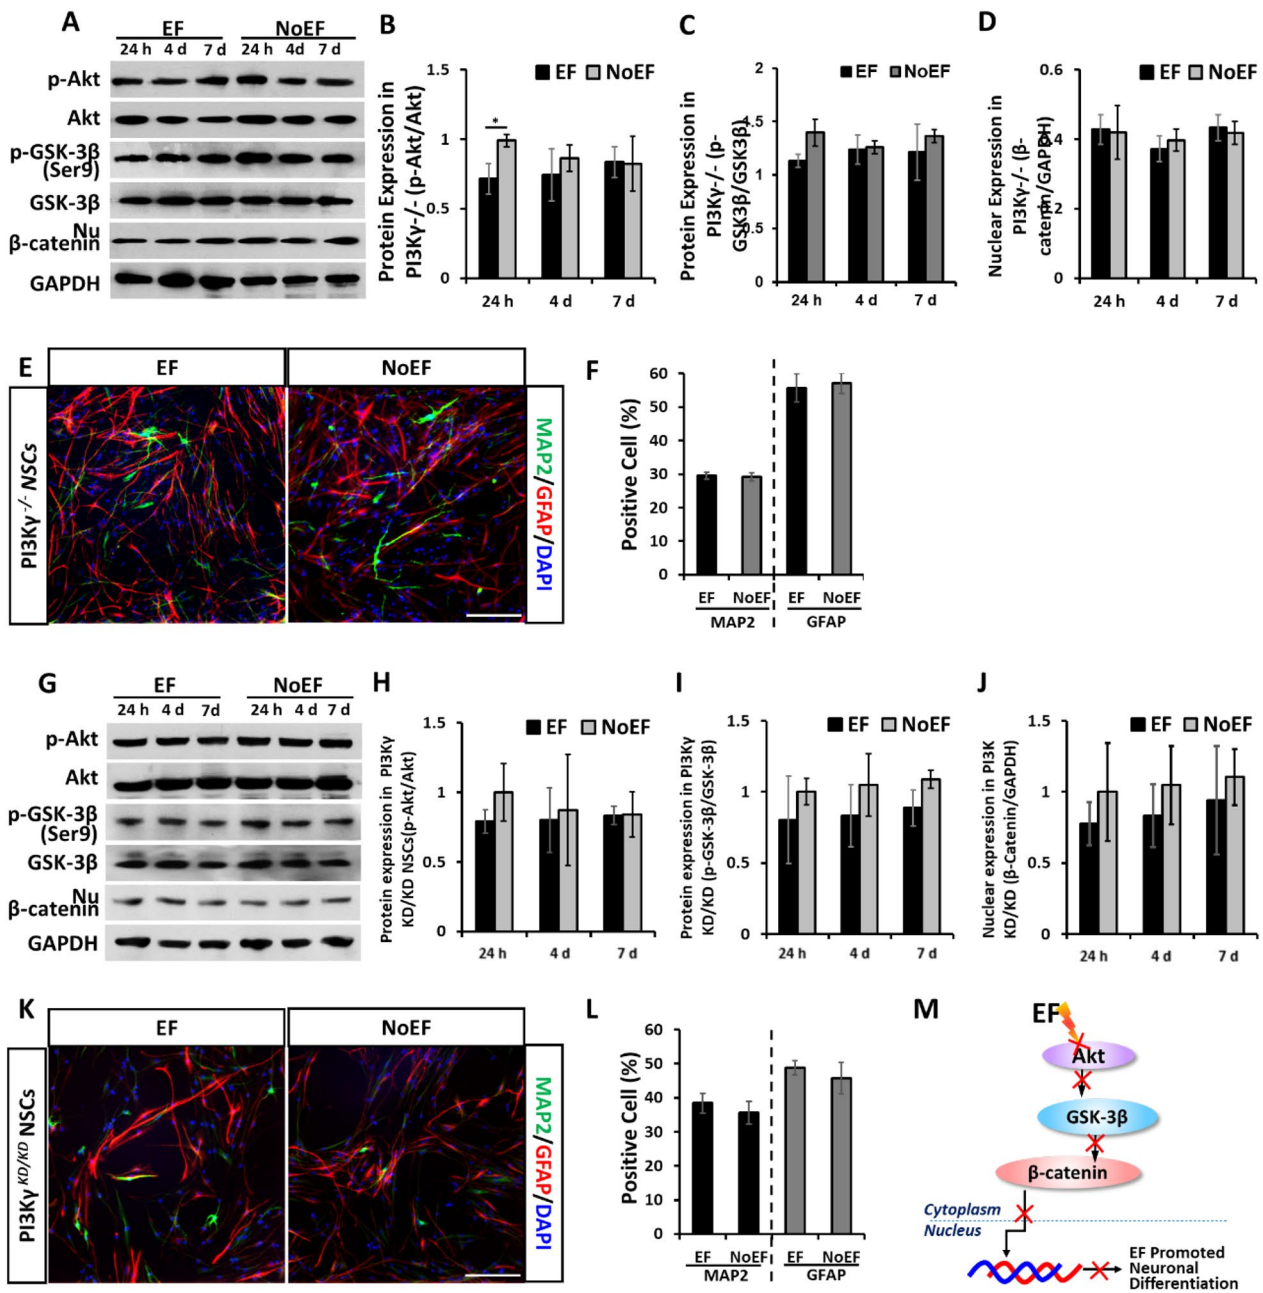 A
EF NoEF
24 h 4 d 7 d 24 h 4d 7 d
p-Akt
Akt
p-GSK-3β
(Ser9)
GSK-3β
Nu
β-catenin
GAPDH
B
Protein Expression in
PI3Kγ-/- (p-Akt/Akt)
EF NoEF
1.5
1
0.5
0
*
24 h 4 d 7 d
C
Protein Expression in
PI3Kγ-/- (p-
GSK3β/GSK3β)
EF NoEF
2
1.5
1
0.5
0
24 h 4 d 7 d
D
Nuclear Expression in
PI3Kγ-/- (β-
catenin/GAPDH)
EF NoEF
0.6
0.4
0.2
0
24 h 4 d 7 d
E
EF NoEF
PI3Kγ -/- NSCs
MAP2/GFAP/DAPI
F
Positive Cell (%)
60
50
40
30
20
10
0
EF NoEF EF NoEF
MAP2 GFAP
G
EF NoEF
24 h 4 d 7d 24 h 4 d 7 d
p-Akt
Akt
p-GSK-3β
(Ser9)
GSK-3β
Nu
β-catenin
GAPDH
H
Protein expression in PI3Kγ
KD/KD NSCs(p-Akt/Akt)
EF NoEF
1.5
1
0.5
0
24 h 4 d 7 d
I
Protein expression in PI3Kγ
KD/KD (p-GSK-3β/GSK-3β)
EF NoEF
1.5
1
0.5
0
24 h 4 d 7 d
J
Nuclear expression in PI3K
KD/KD (β-Catenin/GAPDH)
EF NoEF
1.5
1
0.5
0
24 h 4 d 7 d
K
EF NoEF
PI3Kγ KD/KD NSCs
MAP2/GFAP/DAPI
L
Positive Cell (%)
60
50
40
30
20
10
0
EF NoEF EF NoEF
MAP2 GFAP
M
EF
Akt
GSK-3β
β-catenin
Cytoplasm
Nucleus
EF Promoted
Neuronal
Differentiation